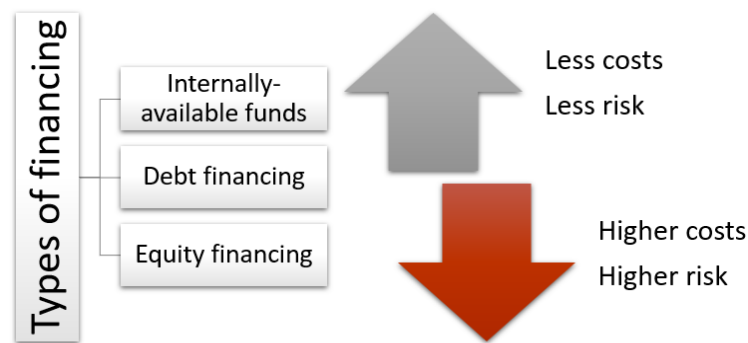 Types of financing
Internally-
available funds
Debt financing
Equity financing
Less costs
Less risk
Higher costs
Higher risk